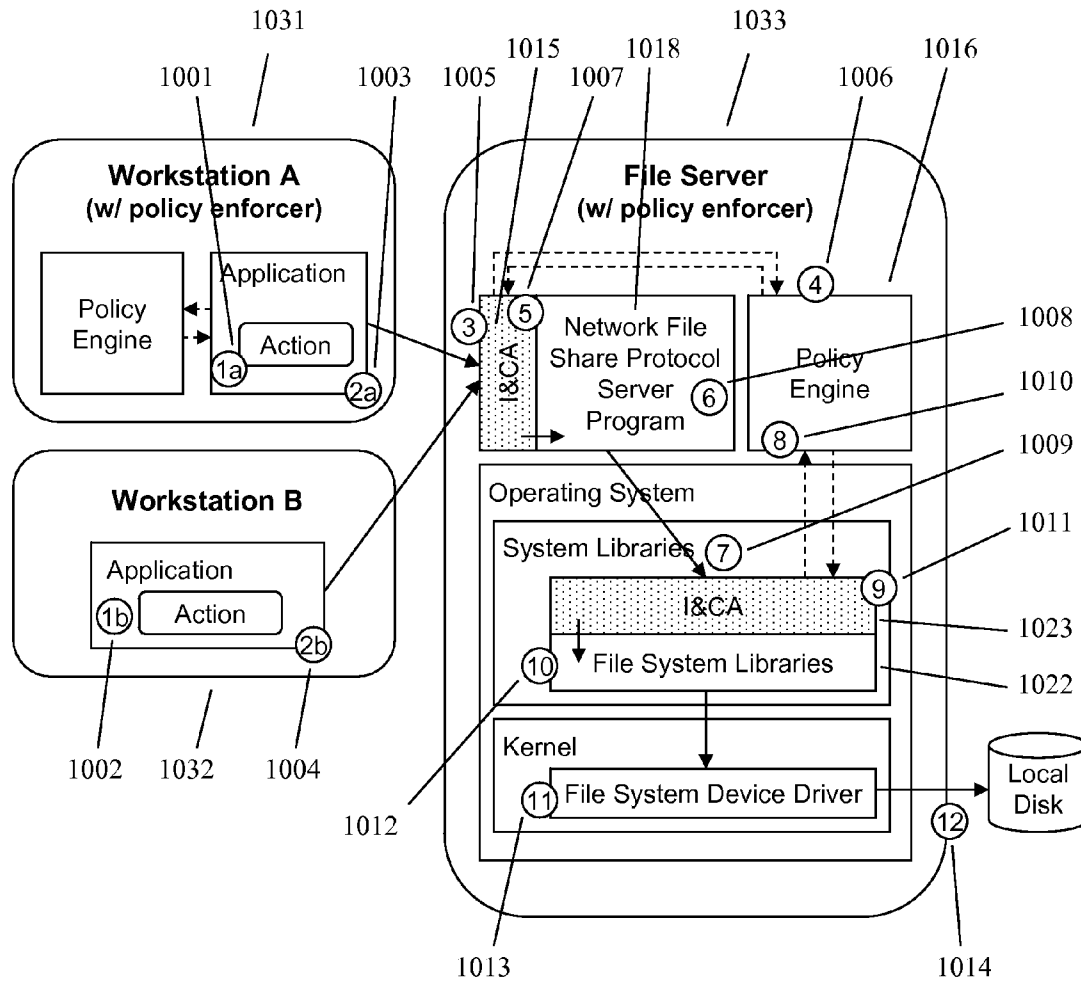 1031
1033
1015
1018
1016
1001
1003
1005
1007
1006
Workstation A
(w/ policy enforcer)
File Server
(w/ policy enforcer)
Policy
Engine
Application
Action
1a
2a
3
5
I&CA
Network File
Share Protocol
Server
Program
6
4
Policy
Engine
8
1008
1010
1009
1011
1023
1022
Workstation B
Application
1b
Action
2b
1002
1032
1004
Operating System
System Libraries
7
9
I&CA
10
File System Libraries
Kernel
11
File System Device Driver
12
Local
Disk
1012
1013
1014